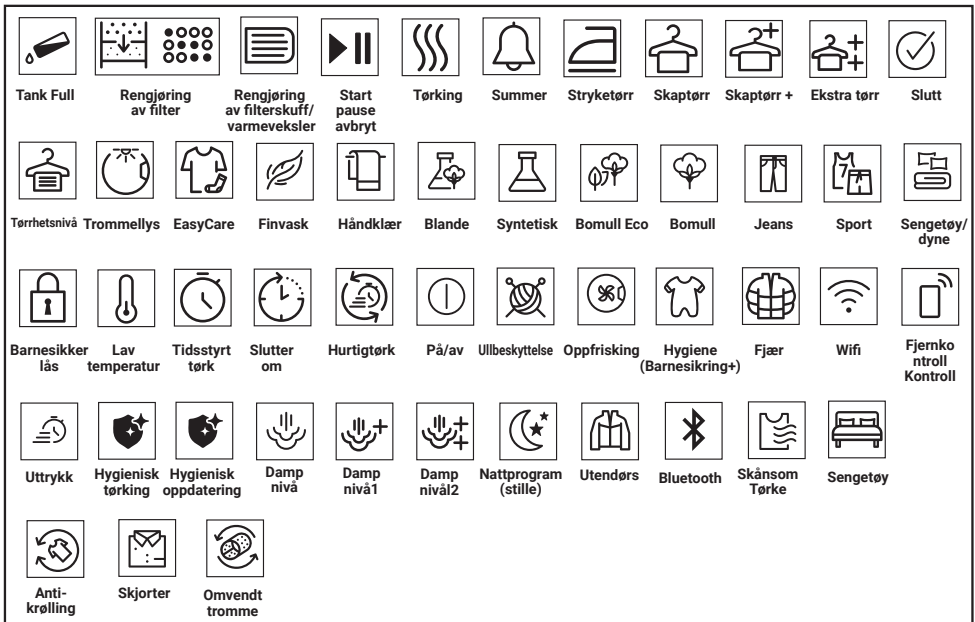 Tank Full
Rengjøring
av filter
Rengjøring
av filterskuff/
varmeveksler
Start
pause
avbryt
Tørking
Summer
Stryketørr
Skaptørr
Skaptørr +
Ekstra tørr
Slutt
Tørrhetsnivå
Trommellys
EasyCare
Finvask
Håndklær
Blande
Syntetisk
Bomull Eco
Bomull
Jeans
7
Sport
Sengetøy/
dyne
Barnesikker
lås
Lav
temperatur
Tidsstyrt
tørk
Slutter
om
Hurtigtørk
På/av
Ullbeskyttelse
Oppfrisking
Hygiene
(Barnesikring+)
Fjær
Wifi
Fjernko
ntroll
Kontroll
Uttrykk
Hygienisk
tørking
Hygienisk
oppdatering
Damp
nivå
Damp
nivå1
Damp
nivål2
Nattprogram
(stille)
Utendørs
Bluetooth
Skånsom
Tørke
Sengetøy
Anti-
krølling
Skjorter
Omvendt
tromme